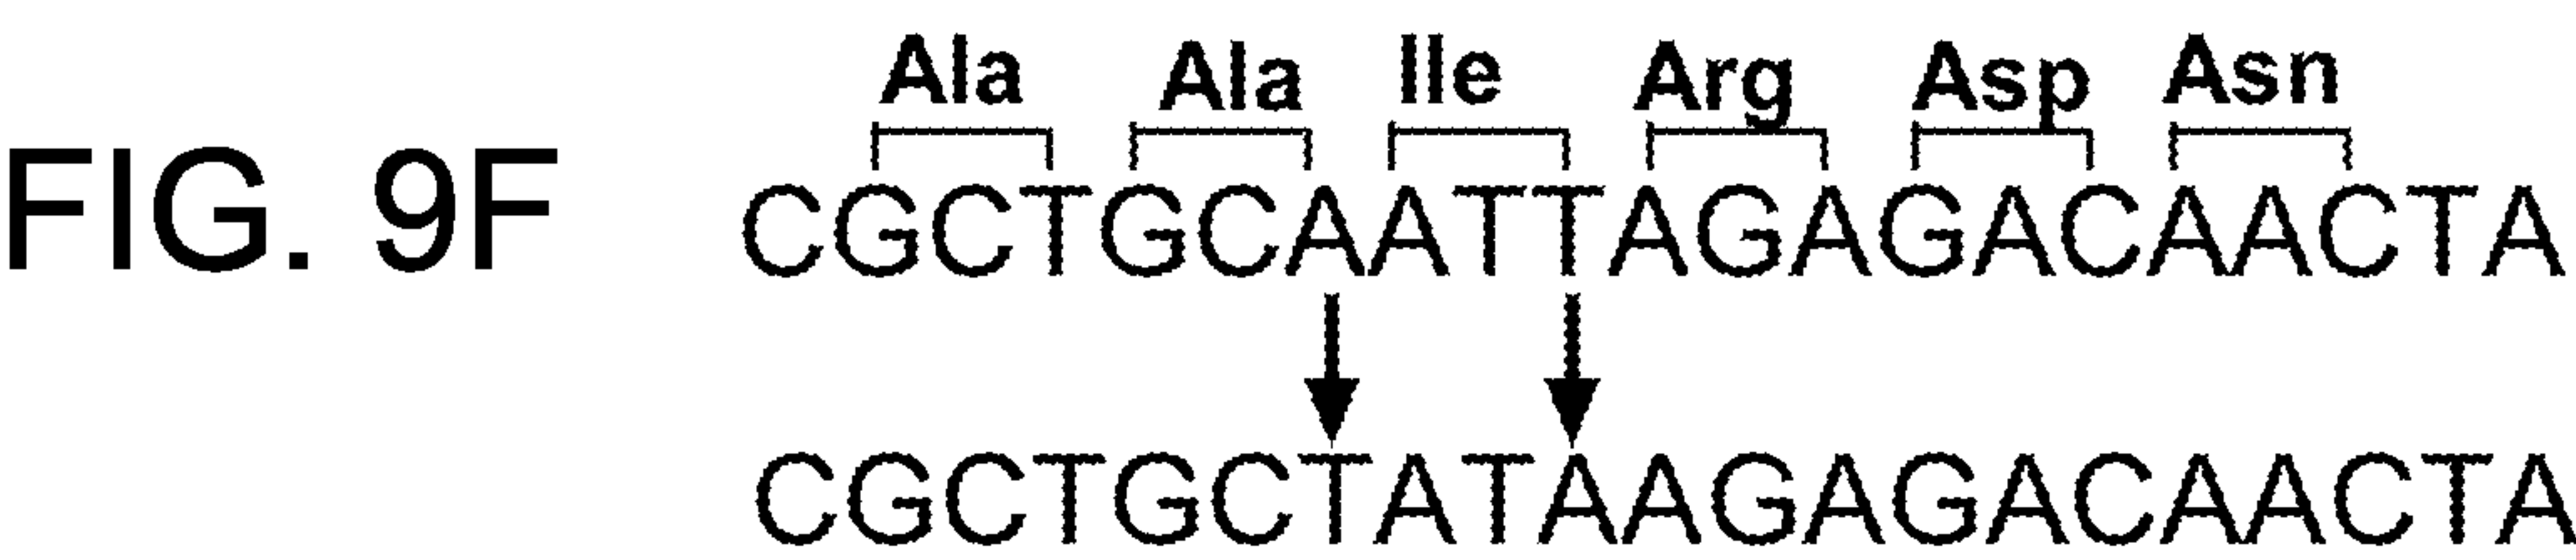 Ala Ala Ile Arg Asp Asn
FIG. 9F CGCTGCAATTAGAGACAACTA
CGCTGCTATAAGAGACAACTA